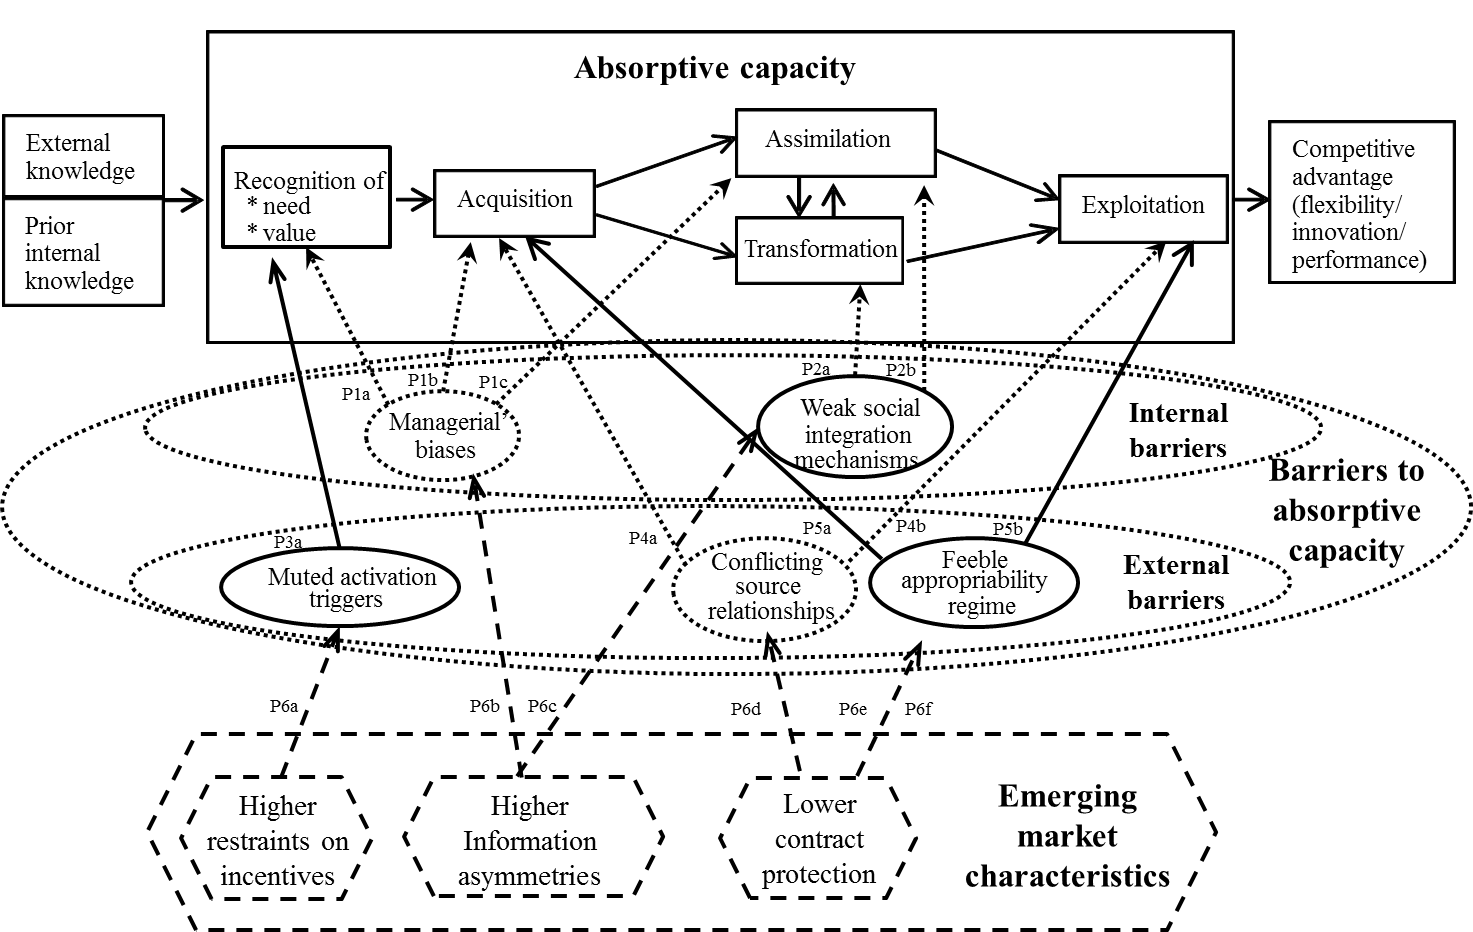 Absorptive capacity
External
knowledge
Prior
internal
knowledge
Recognition of
* need
* value
Acquisition
Assimilation
Transformation
Exploitation
Competitive
advantage
(flexibility/
innovation/
performance)
P1a
P1b
P1c
P2a
P2b
Managerial’
biases
Weak social
integration
mechanisms
Internal
barriers
Barriers to
absorptive
capacity
P3a
P4a
P5a
P4b
P5b
Muted activation
triggers
Conflicting
source
relationships
Feeble
appropriability
regime
External
barriers
P6a
P6b
P6c
P6d
P6e
P6f
Higher
restraints on
incentives
Higher
Information
asymmetries
Lower
contract
protection
Emerging
market
characteristics